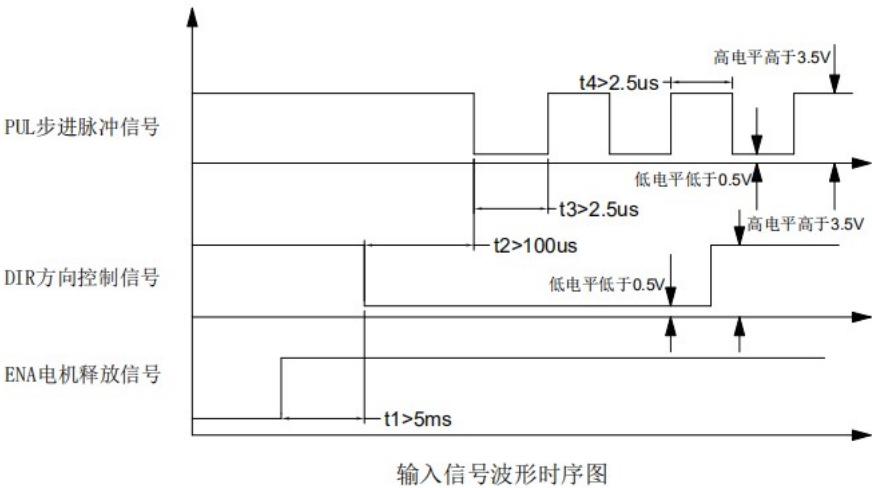 高电平高于3.5V
t4>2.5us
PUL步进脉冲信号
低电平低于0.5V
t3>2.5us
高电平高于3.5V
t2>100us
DIR方向控制信号
低电平低于0.5V
ENA电机释放信号
t1>5ms
输入信号波形时序图